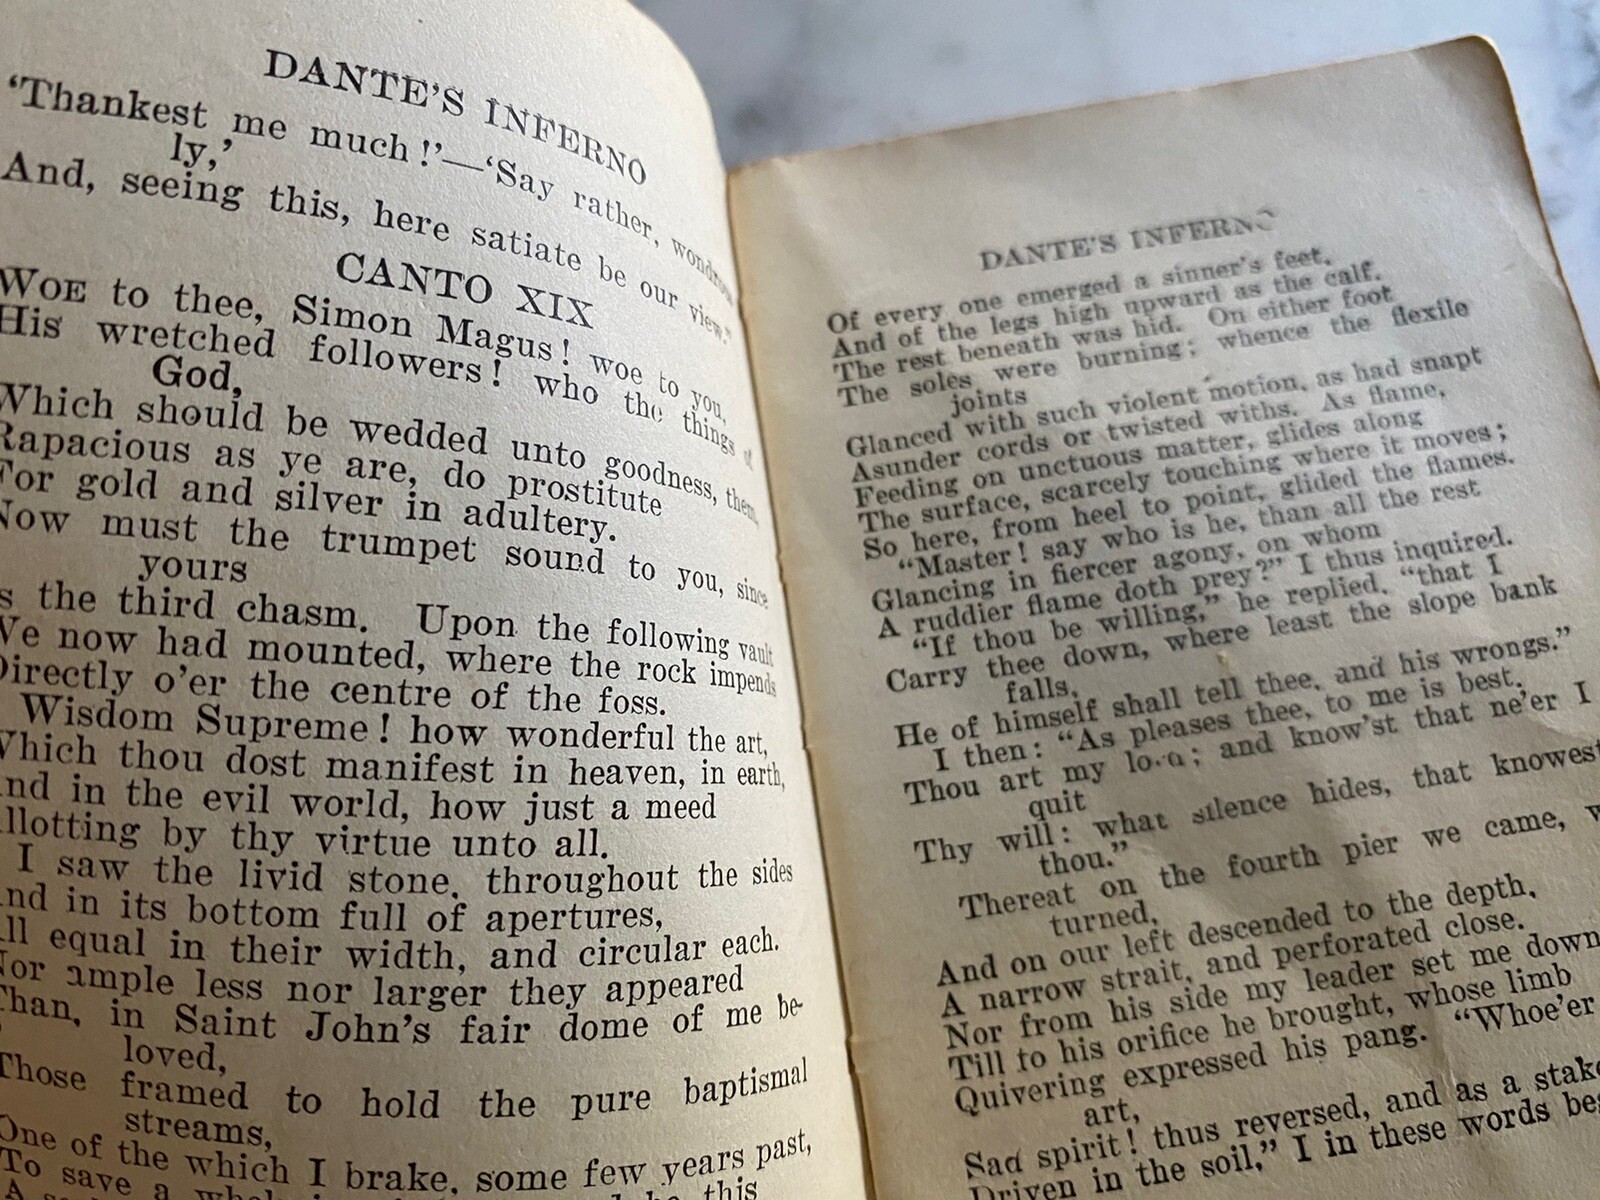 DANTE'S INFERNO
'Thankest me much!'—'Say rather, wondrous
ly,'
And, seeing this, here satiate be our view."
CANTO XIX
WOE to thee, Simon Magus! woe to you,
His wretched followers! who the things of
God,
Which should be wedded unto goodness, them,
Rapacious as ye are, do prostitute
For gold and silver in adultery.
Now must the trumpet sound to you, since
yours
Is the third chasm. Upon the following vault
We now had mounted, where the rock impends
Directly o'er the centre of the foss.
Wisdom Supreme! how wonderful the art,
Which thou dost manifest in heaven, in earth,
And in the evil world, how just a meed
Allotting by thy virtue unto all.
I saw the livid stone, throughout the sides
And in its bottom full of apertures,
All equal in their width, and circular each.
Nor ample less nor larger they appeared
Than, in Saint John's fair dome of me be-
loved,
Those framed to hold the pure baptismal
streams,
One of the which I brake, some few years past,
To save a
this
DANTE'S INFERNO
Of every one emerged a sinner's feet,
And of the legs high upward as the calf.
The rest beneath was hid. On either foot
The soles were burning; whence the flexile
joints
Glanced with such violent motion, as had snapt
Asunder cords or twisted withs. As flame,
Feeding on unctuous matter, glides along
The surface, scarcely touching where it moves;
So here, from heel to point, glided the flames.
"Master! say who is he, than all the rest
Glancing in fiercer agony, on whom
A ruddier flame doth prey?" I thus inquired.
"If thou be willing," he replied, "that I
Carry thee down, where least the slope bank
falls,
He of himself shall tell thee, and his wrongs."
I then: "As pleases thee, to me is best.
Thou art my lord; and know'st that ne'er I
quit
Thy will: what silence hides, that knowest
thou."
Thereat on the fourth pier we came, w
turned,
And on our left descended to the depth,
A narrow strait, and perforated close.
Nor from his side my leader set me down
Till to his orifice he brought, whose limb
Quivering expressed his pang. "Whoe'er
art,
Sad spirit! thus reversed, and as a stake
Driven in the soil," I in these words be